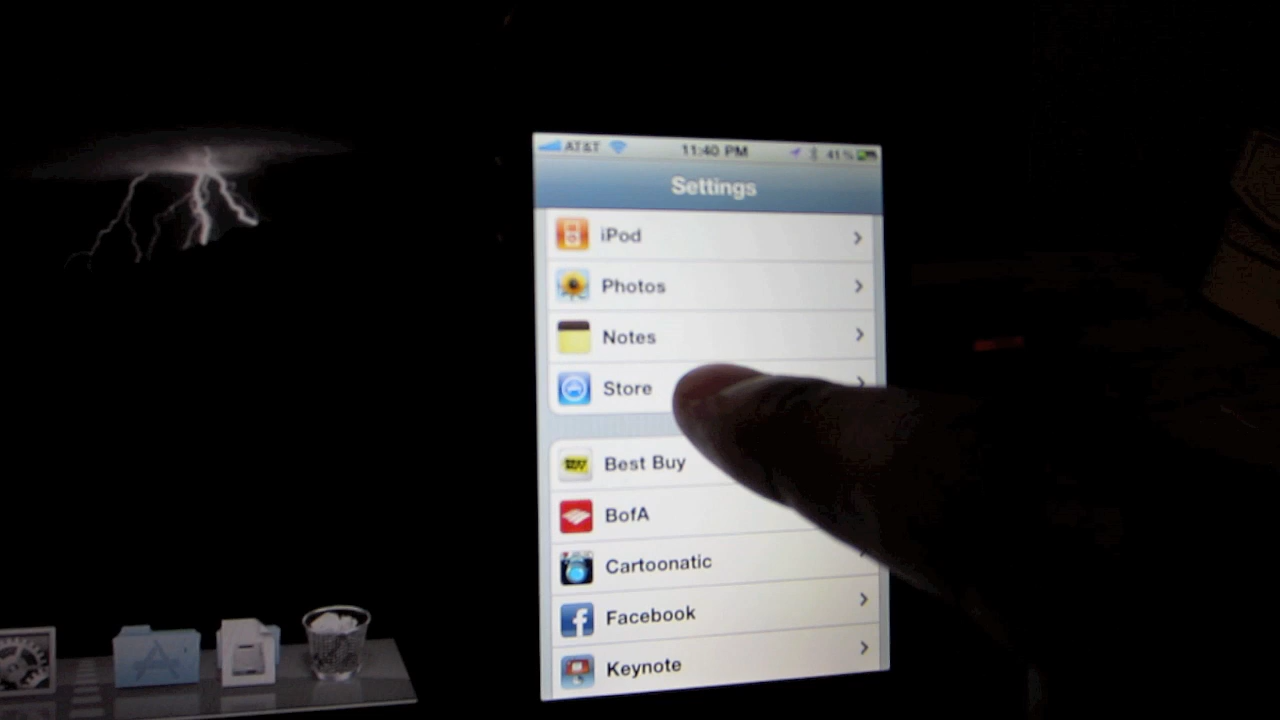 AT&T 11:40 PM 41%
Settings
iPod
Photos
Notes
Store
Best Buy
BofA
Cartoonatic
Facebook
Keynote